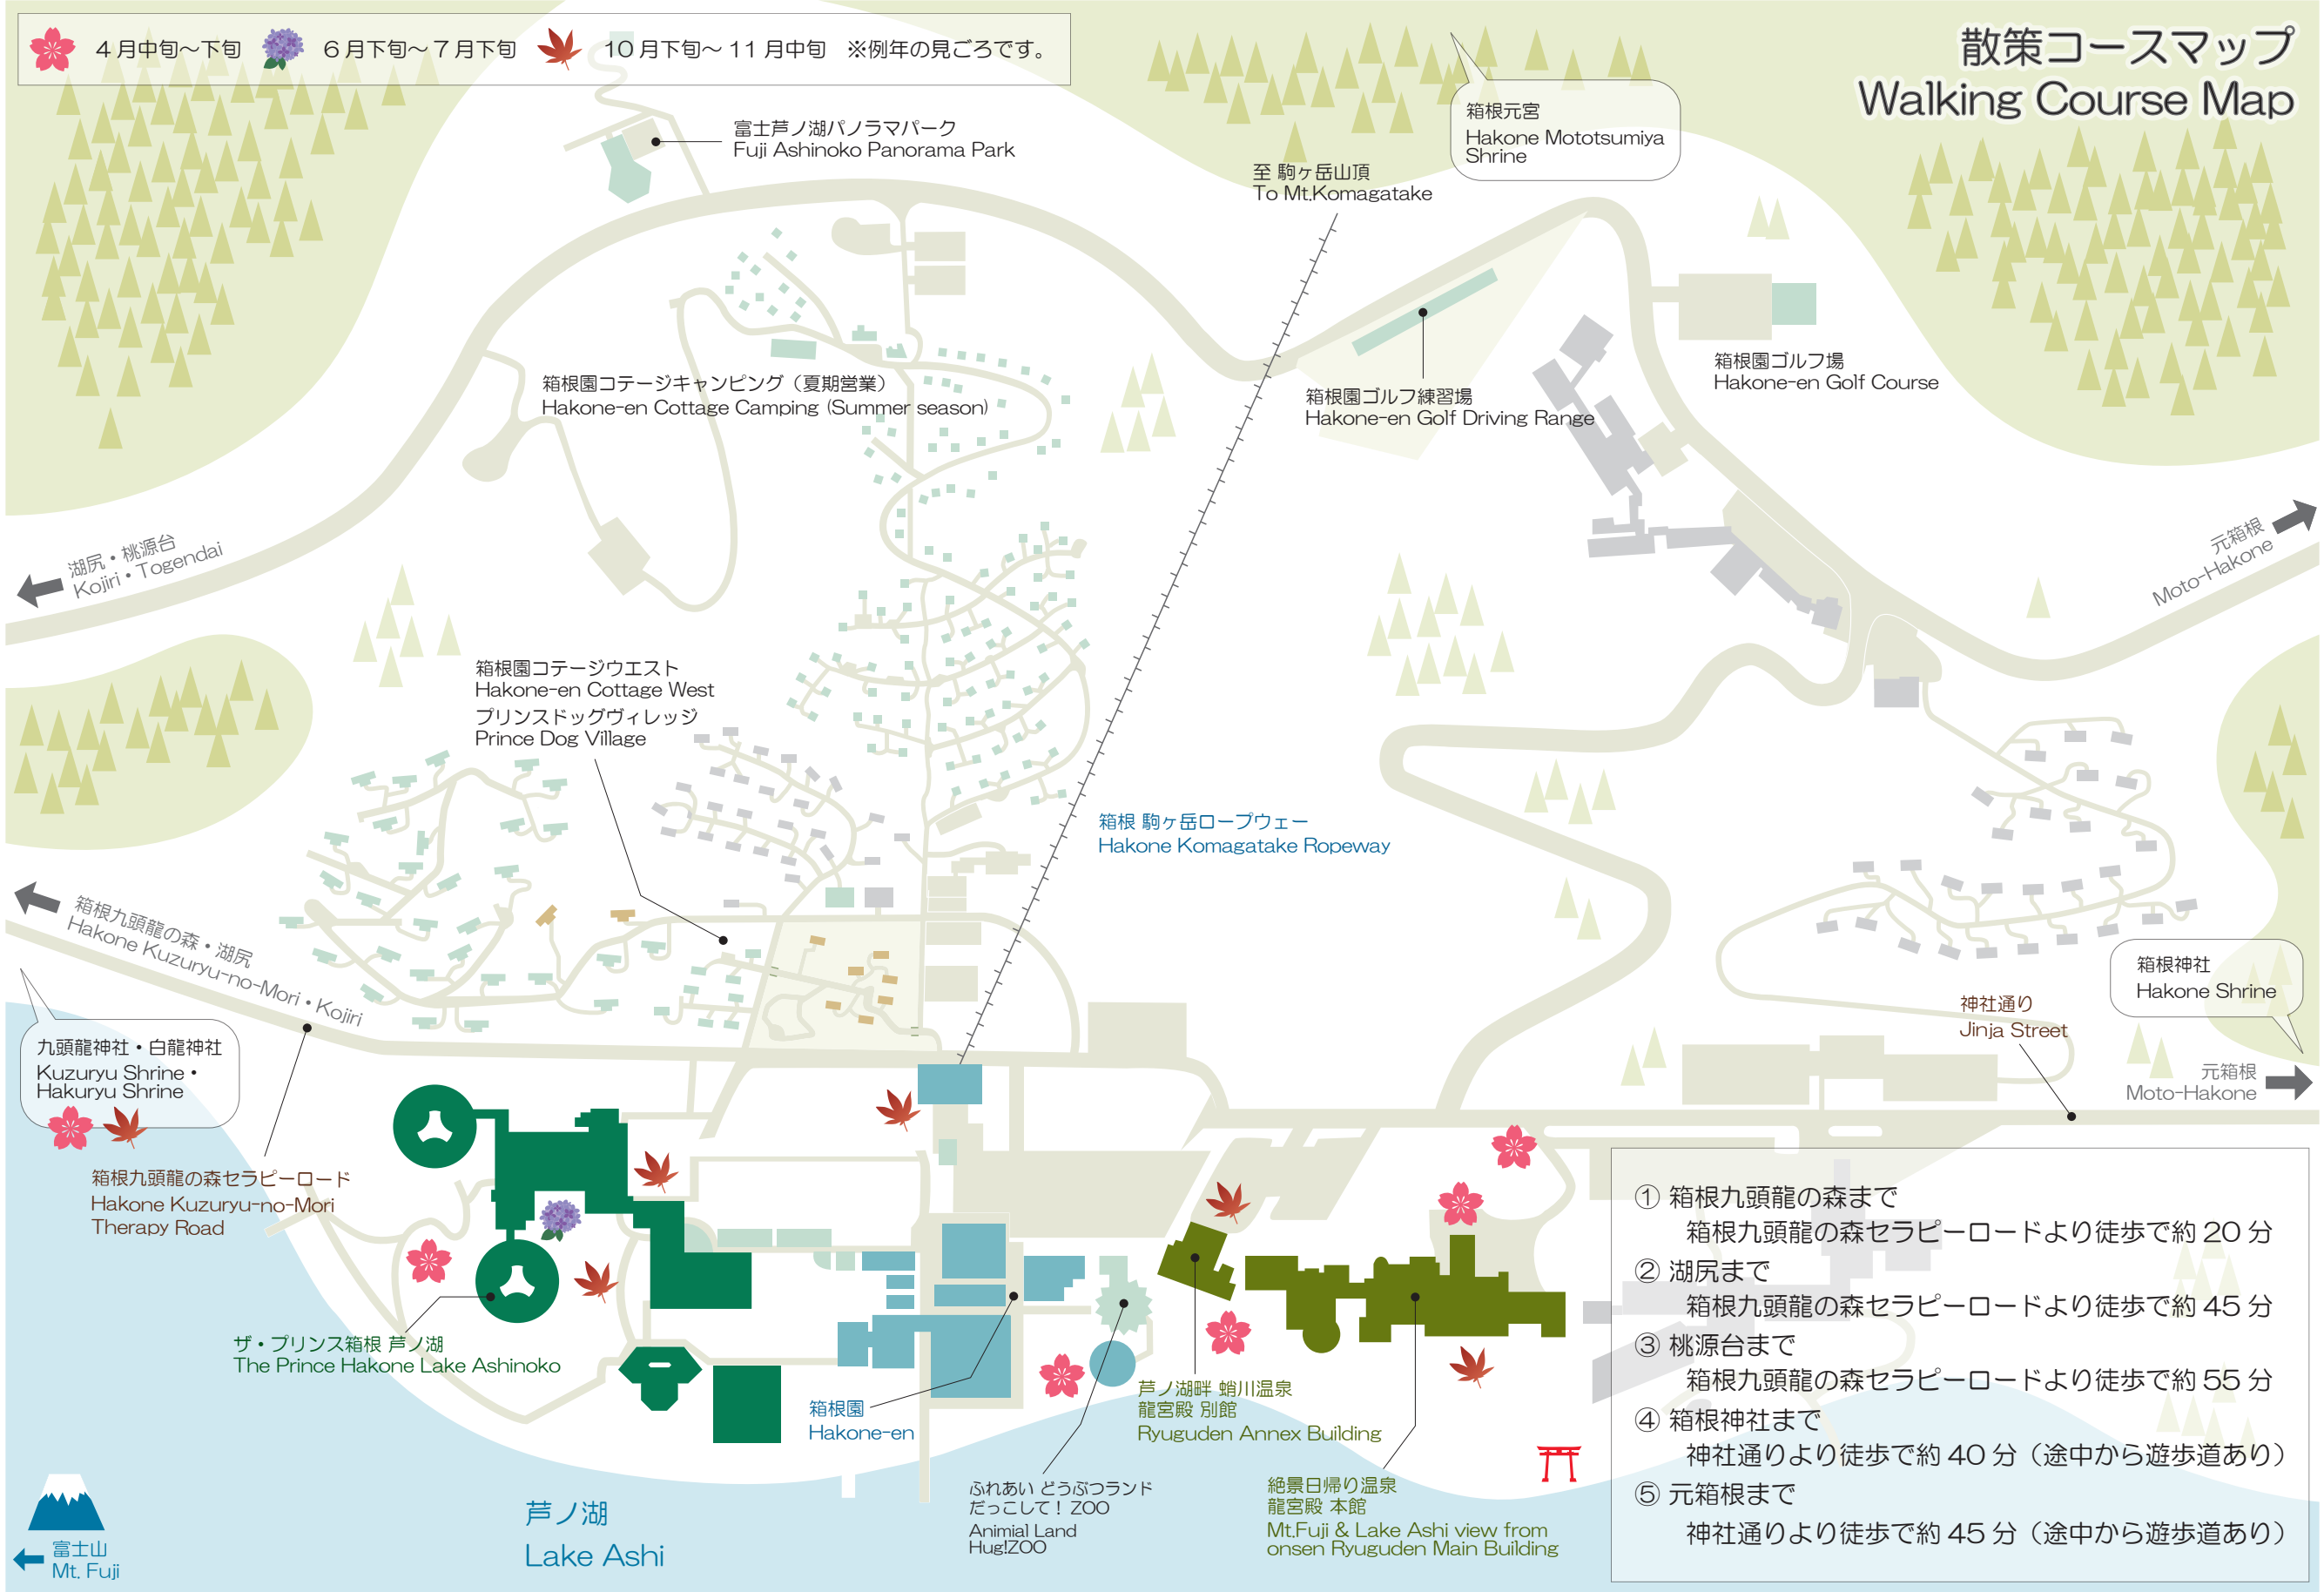 4月中旬～下旬
6月下旬～7月下旬
10月下旬～11月中旬 ※例年の見ごろです。
散策コースマップ
Walking Course Map
富士芦ノ湖パノラマパーク
Fuji Ashinoko Panorama Park
箱根元宮
Hakone Mototsumiya
Shrine
至 駒ヶ岳山頂
To Mt.Komagatake
箱根園コテージキャンピング（夏期営業）
Hakone-en Cottage Camping (Summer season)
箱根園ゴルフ練習場
Hakone-en Golf Driving Range
箱根園ゴルフ場
Hakone-en Golf Course
湖尻・桃源台
Kojiri・Togendai
元箱根
Moto-Hakone
箱根園コテージウエスト
Hakone-en Cottage West
プリンスドッグヴィレッジ
Prince Dog Village
箱根 駒ヶ岳ロープウェー
Hakone Komagatake Ropeway
箱根九頭龍の森・湖尻
Hakone Kuzuryu-no-Mori・Kojiri
箱根神社
Hakone Shrine
神社通り
Jinja Street
九頭龍神社・白龍神社
Kuzuryu Shrine・
Hakuryu Shrine
元箱根
Moto-Hakone
箱根九頭龍の森セラピーロード
Hakone Kuzuryu-no-Mori
Therapy Road
ザ・プリンス箱根 芦ノ湖
The Prince Hakone Lake Ashinoko
箱根園
Hakone-en
芦ノ湖畔 蛸川温泉
龍宮殿 別館
Ryuguden Annex Building
ふれあい どうぶつランド
だっこして！ZOO
Animial Land
Hug!ZOO
絶景日帰り温泉
龍宮殿 本館
Mt.Fuji & Lake Ashi view from
onsen Ryuguden Main Building
① 箱根九頭龍の森まで
箱根九頭龍の森セラピーロードより徒歩で約20分
② 湖尻まで
箱根九頭龍の森セラピーロードより徒歩で約45分
③ 桃源台まで
箱根九頭龍の森セラピーロードより徒歩で約55分
④ 箱根神社まで
神社通りより徒歩で約40分（途中から遊歩道あり）
⑤ 元箱根まで
神社通りより徒歩で約45分（途中から遊歩道あり）
芦ノ湖
Lake Ashi
富士山
Mt. Fuji